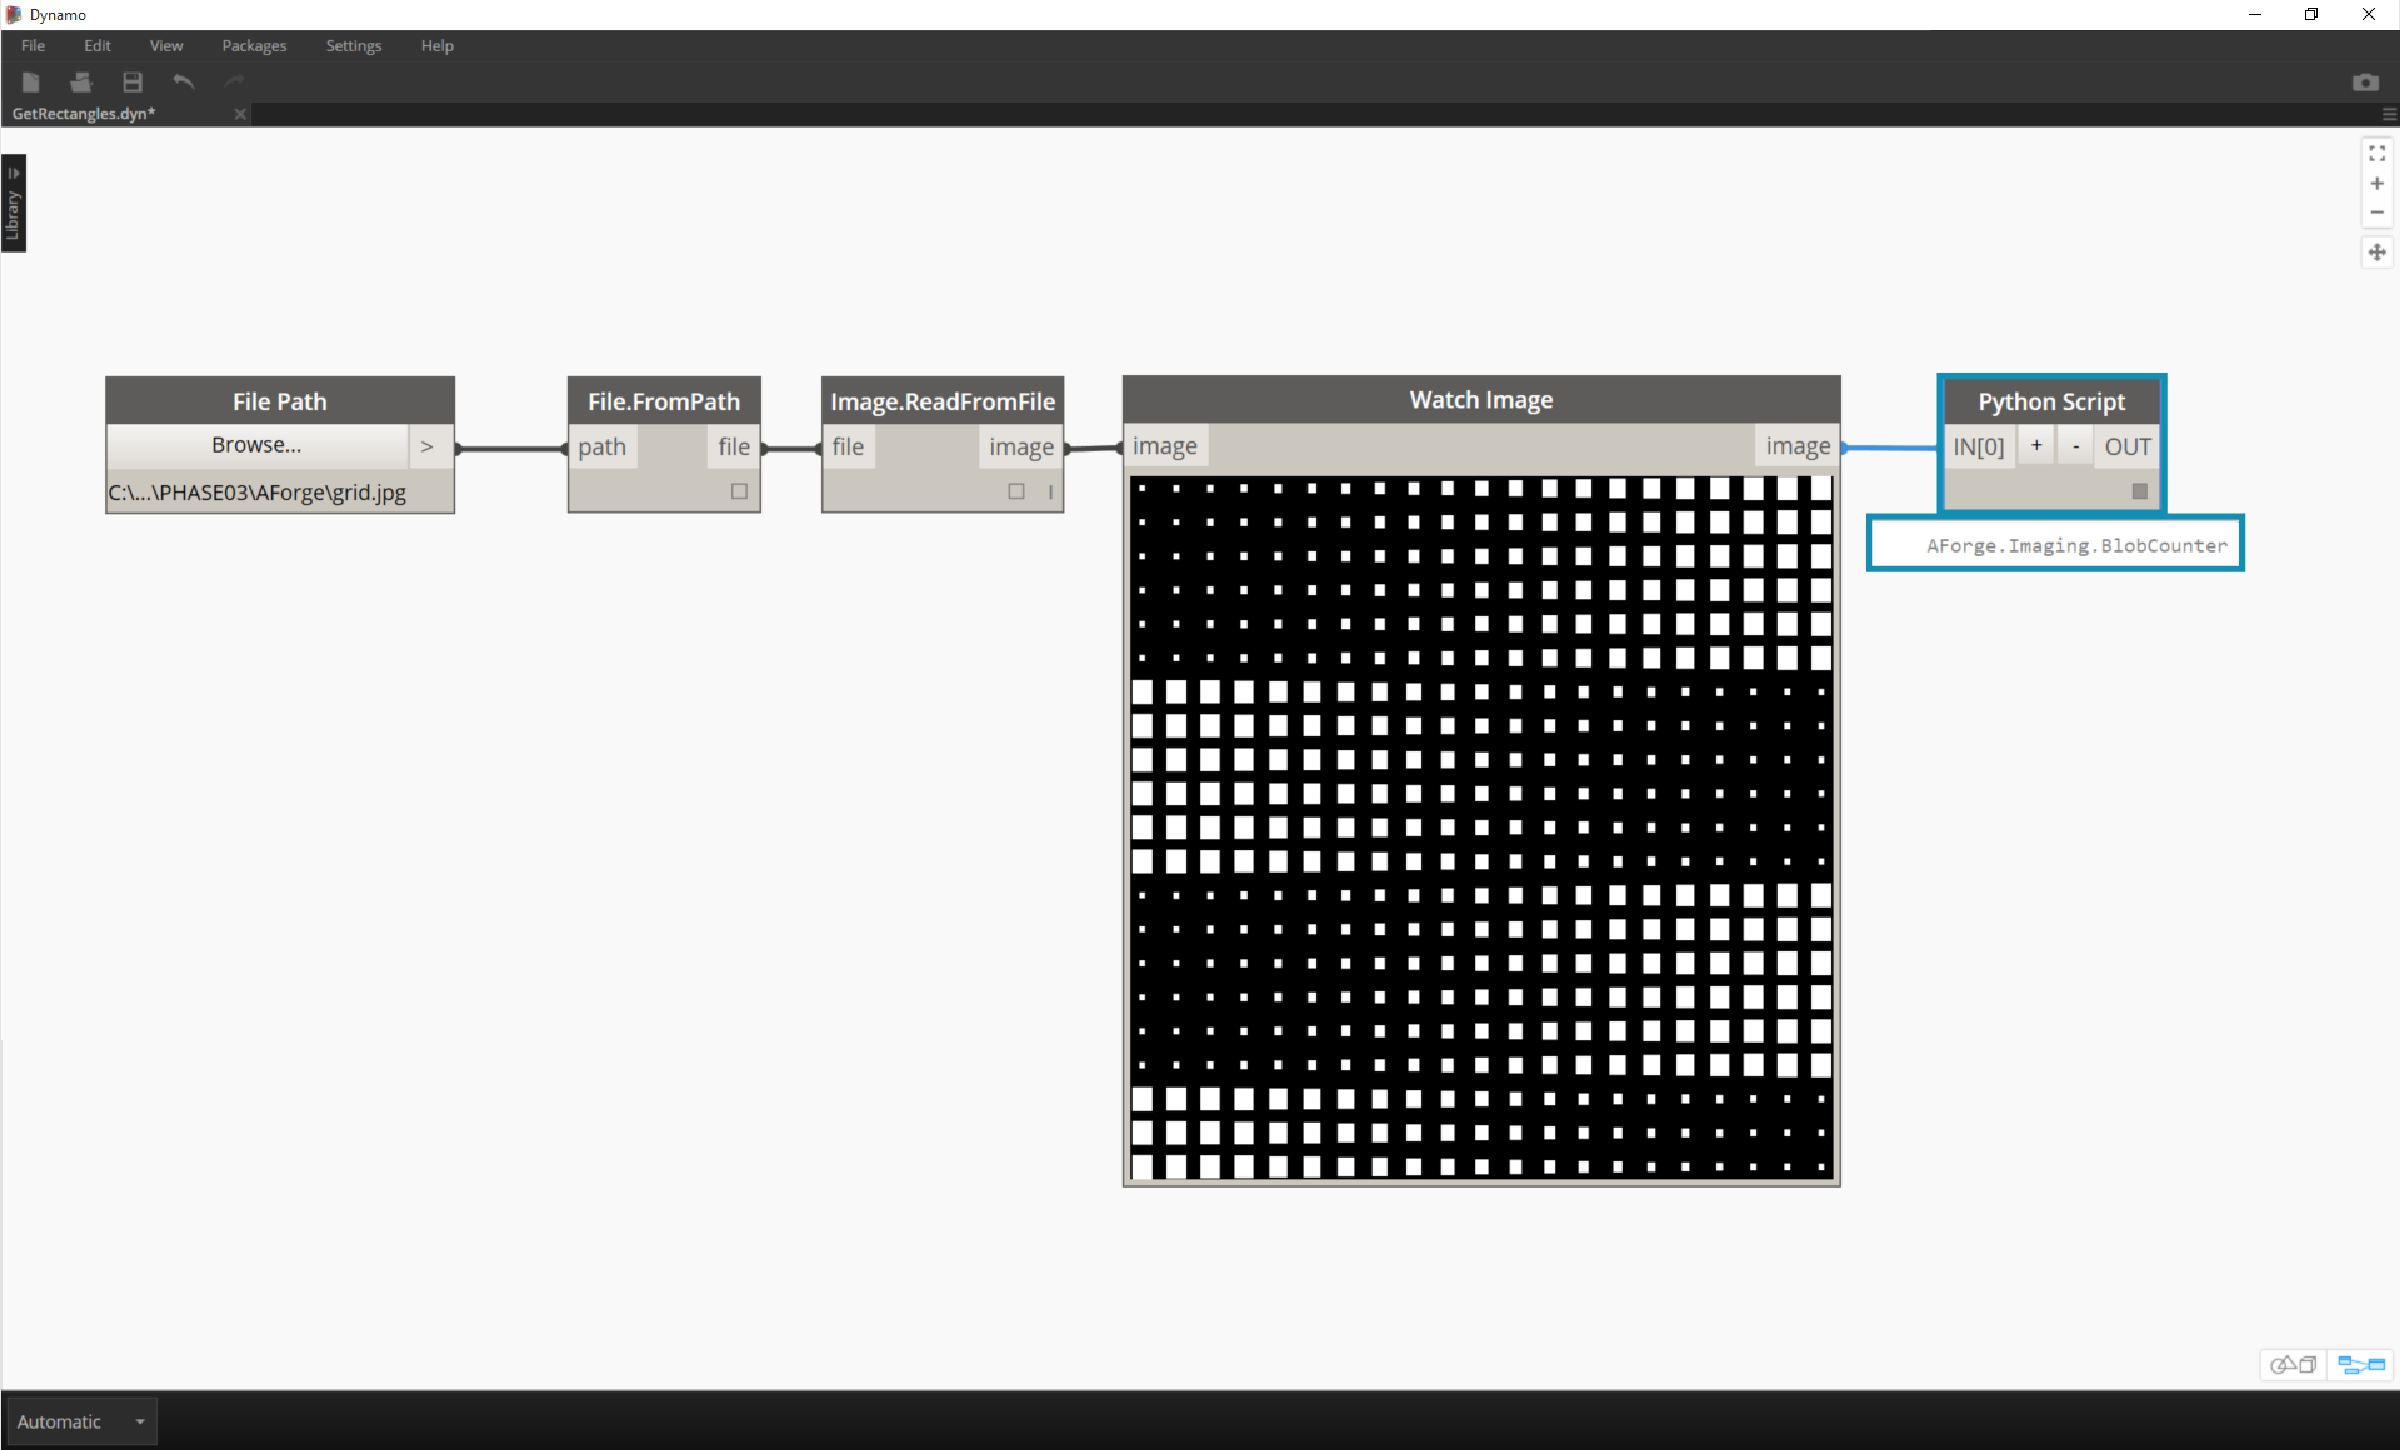 Dynamo
File Edit View Packages Settings Help
GetRectangles.dyn*
Library
File Path
Browse... >
C:\...\PHASE03\AForge\grid.jpg
File.FromPath
path file
Image.ReadFromFile
file image
Watch Image
image image
Python Script
IN[0] + - OUT
AForge.Imaging.BlobCounter
Automatic